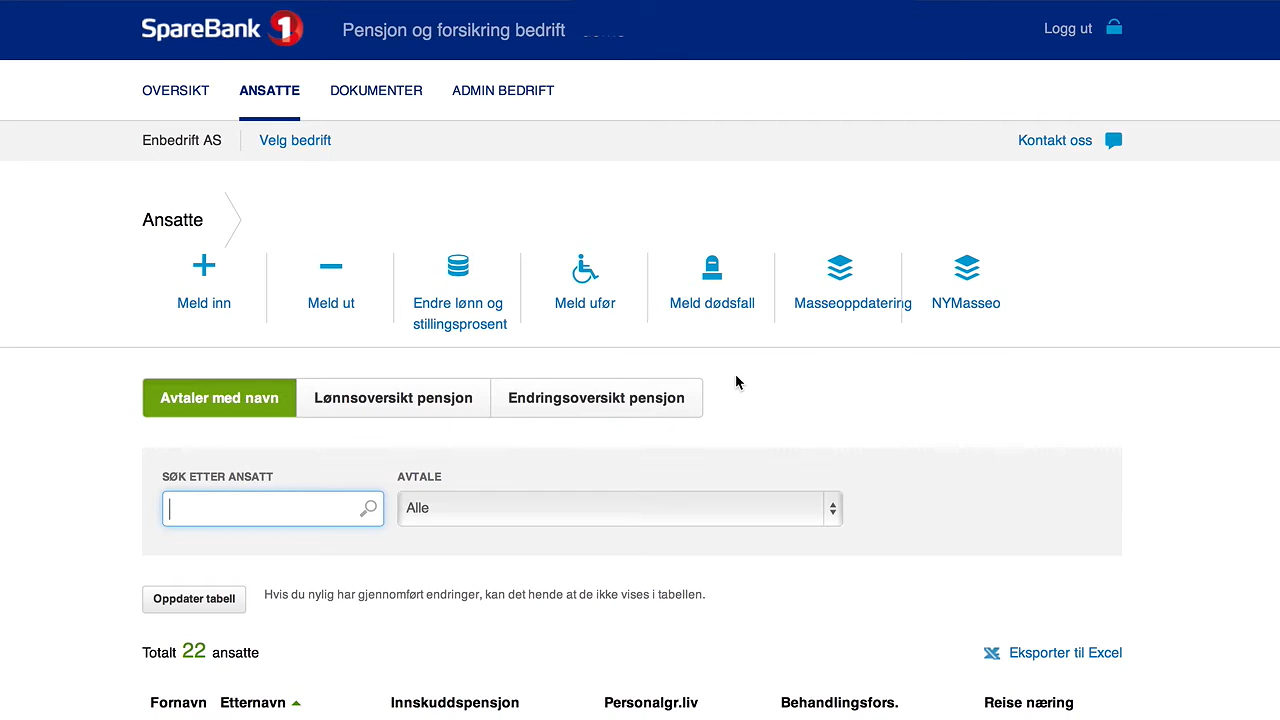 SpareBank 1 Pensjon og forsikring bedrift Logg ut
OVERSIKT ANSATTE DOKUMENTER ADMIN BEDRIFT
Enbedrift AS Velg bedrift Kontakt oss
Ansatte
Meld inn Meld ut Endre lønn og stillingsprosent Meld ufør Meld dødsfall Masseoppdatering NYMasseo
Avtaler med navn Lønnsoversikt pensjon Endringsoversikt pensjon
SØK ETTER ANSATT AVTALE
Alle
Oppdater tabell Hvis du nylig har gjennomført endringer, kan det hende at de ikke vises i tabellen.
Totalt 22 ansatte Eksporter til Excel
Fornavn Etternavn Innskuddspensjon Personalgr.liv Behandlingsfors. Reise næring